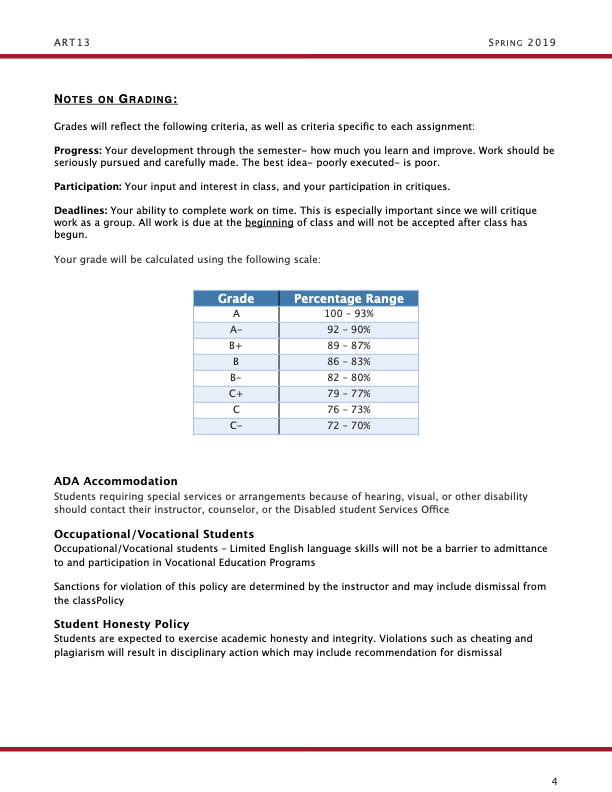 ART13 SPRING 2019
NOTES ON GRADING:
Grades will reflect the following criteria, as well as criteria specific to each assignment:
Progress: Your development through the semester– how much you learn and improve. Work should be
seriously pursued and carefully made. The best idea– poorly executed– is poor.
Participation: Your input and interest in class, and your participation in critiques.
Deadlines: Your ability to complete work on time. This is especially important since we will critique
work as a group. All work is due at the beginning of class and will not be accepted after class has
begun.
Your grade will be calculated using the following scale:
Grade Percentage Range
A 100 – 93%
A– 92 – 90%
B+ 89 – 87%
B 86 – 83%
B– 82 – 80%
C+ 79 – 77%
C 76 – 73%
C– 72 – 70%
ADA Accommodation
Students requiring special services or arrangements because of hearing, visual, or other disability
should contact their instructor, counselor, or the Disabled student Services Office
Occupational/Vocational Students
Occupational/Vocational students – Limited English language skills will not be a barrier to admittance
to and participation in Vocational Education Programs
Sanctions for violation of this policy are determined by the instructor and may include dismissal from
the classPolicy
Student Honesty Policy
Students are expected to exercise academic honesty and integrity. Violations such as cheating and
plagiarism will result in disciplinary action which may include recommendation for dismissal
4